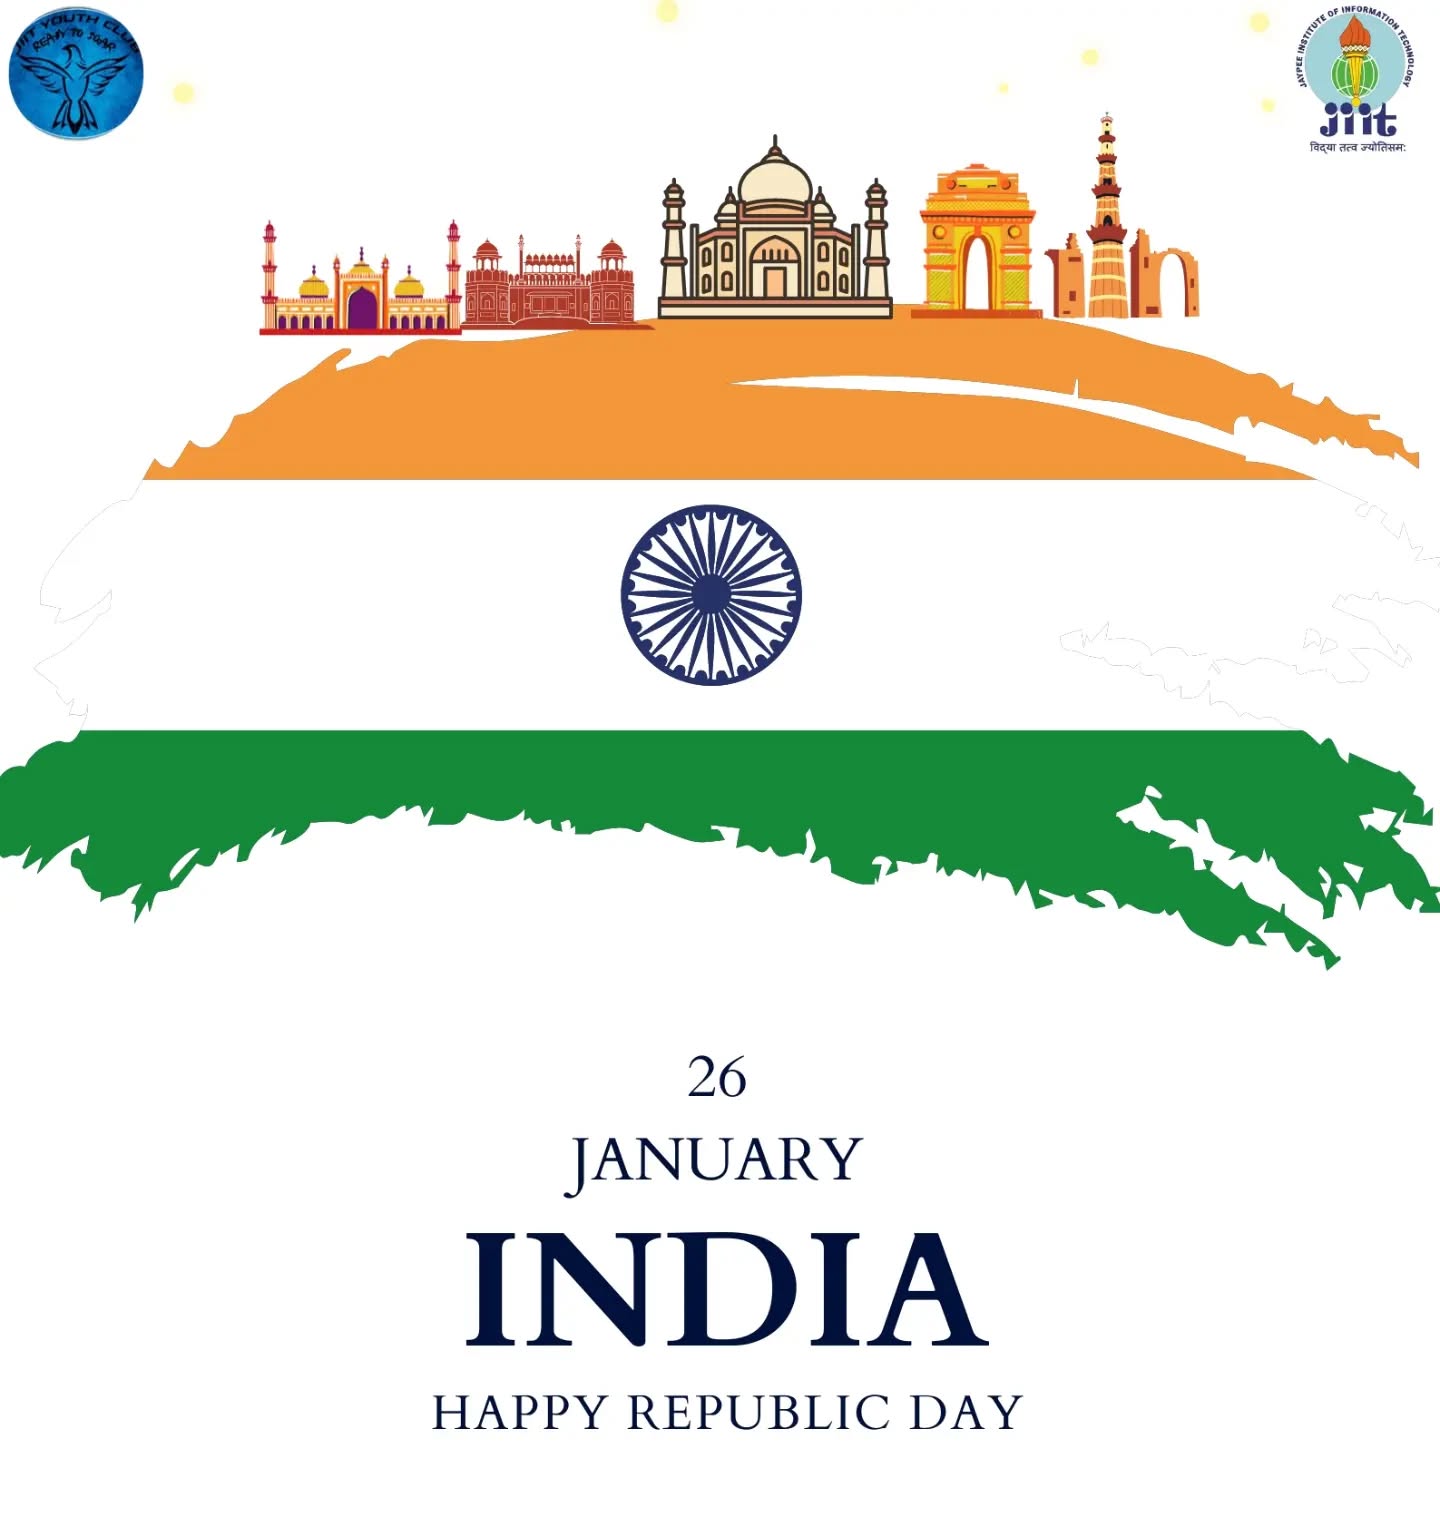 JIIT YOUTH CLUB
READY TO SOAR
JAYPEE INSTITUTE OF INFORMATION TECHNOLOGY
jiit
विद्या तत्व ज्योतिसम:
26
JANUARY
INDIA
HAPPY REPUBLIC DAY